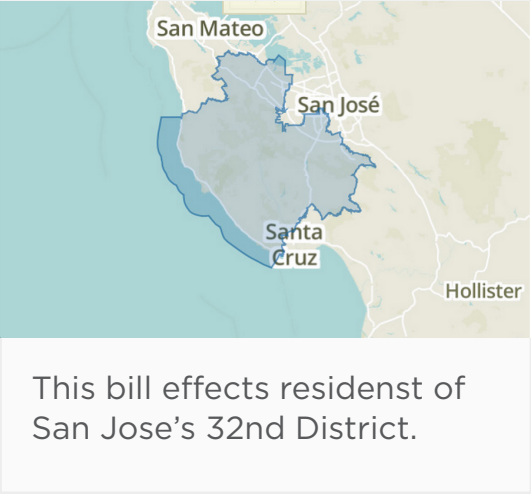 San Mateo
San José
Santa
Cruz
Hollister
This bill effects residenst of
San Jose’s 32nd District.